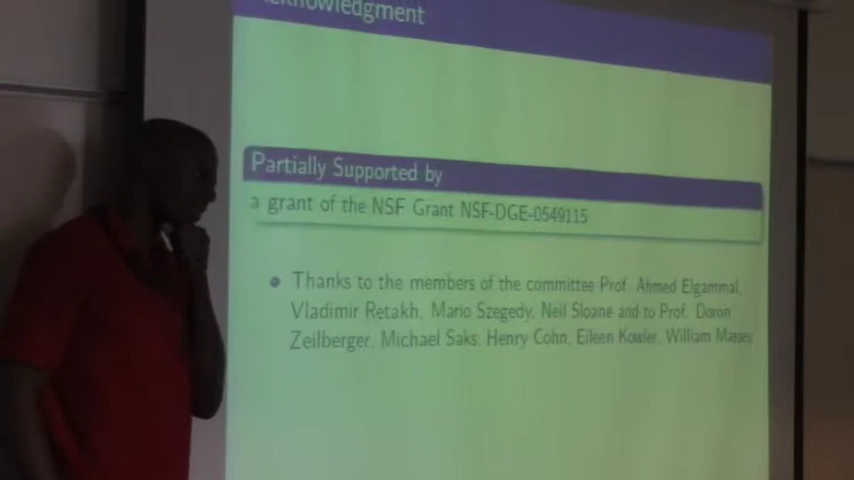 Acknowledgment
Partially Supported by
a grant of the NSF Grant NSF-DGE-0549115
Thanks to the members of the committee Prof. Ahmed Elgammal,
Vladimir Retakh, Mario Szegedy, Neil Sloane and to Prof. Doron
Zeilberger, Michael Saks, Henry Cohn, Eileen Kowler, William Massey